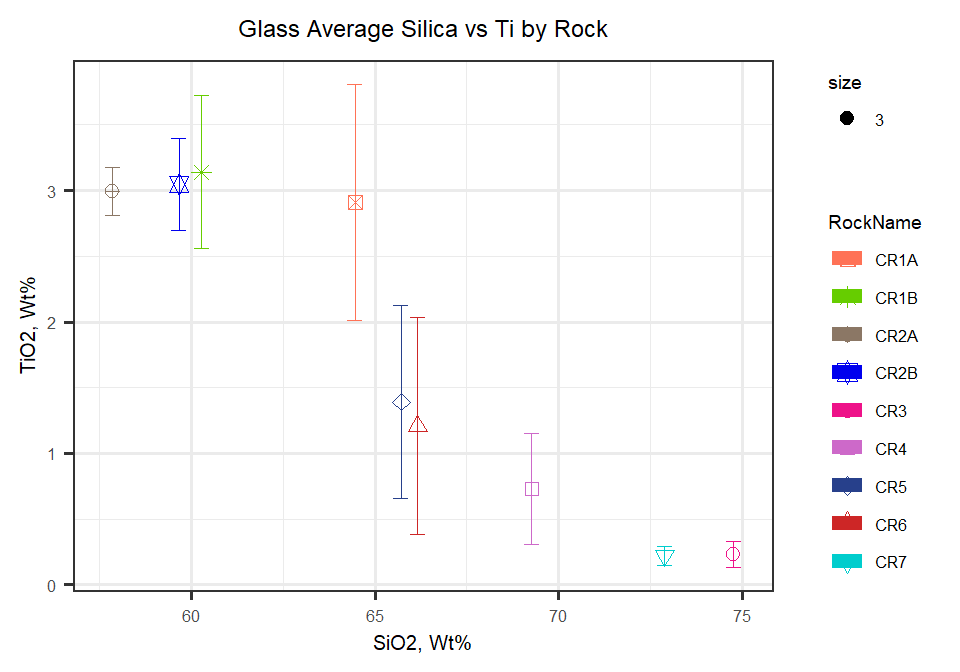 Glass Average Silica vs Ti by Rock
size
3
RockName
CR1A
CR1B
CR2A
CR2B
CR3
CR4
CR5
CR6
CR7
TiO2, Wt%
3
2
1
0
60
65
70
75
SiO2, Wt%